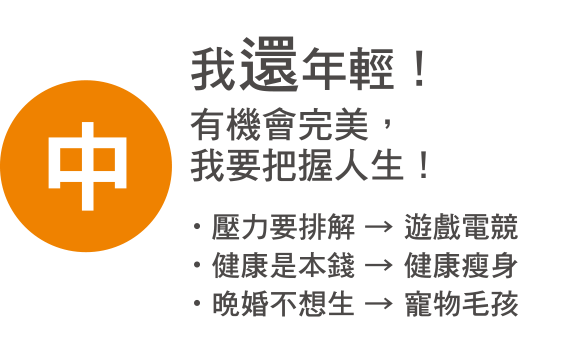 中
我還年輕！
有機會完美，
我要把握人生！
・壓力要排解 → 遊戲電競
・健康是本錢 → 健康瘦身
・晚婚不想生 → 寵物毛孩